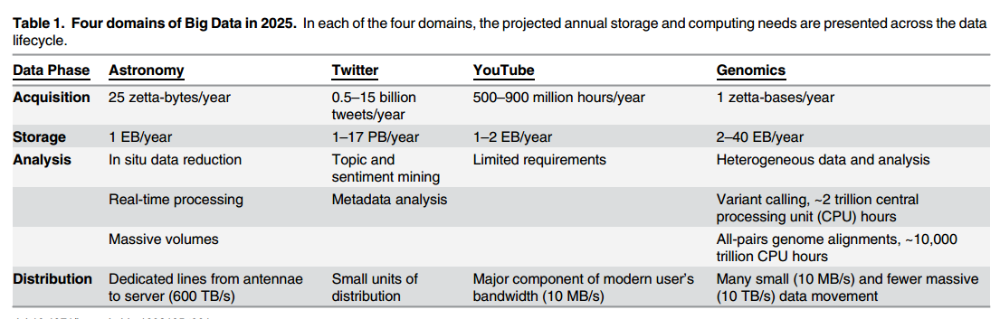 Table 1. Four domains of Big Data in 2025. In each of the four domains, the projected annual storage and computing needs are presented across the data
lifecycle.
Data Phase Astronomy Twitter YouTube Genomics
Acquisition 25 zetta-bytes/year 0.5–15 billion 500–900 million hours/year 1 zetta-bases/year
tweets/year
Storage 1 EB/year 1–17 PB/year 1–2 EB/year 2–40 EB/year
Analysis In situ data reduction Topic and Limited requirements Heterogeneous data and analysis
sentiment mining
Real-time processing Metadata analysis Variant calling, ~2 trillion central
processing unit (CPU) hours
Massive volumes All-pairs genome alignments, ~10,000
trillion CPU hours
Distribution Dedicated lines from antennae Small units of Major component of modern user’s Many small (10 MB/s) and fewer massive
to server (600 TB/s) distribution bandwidth (10 MB/s) (10 TB/s) data movement